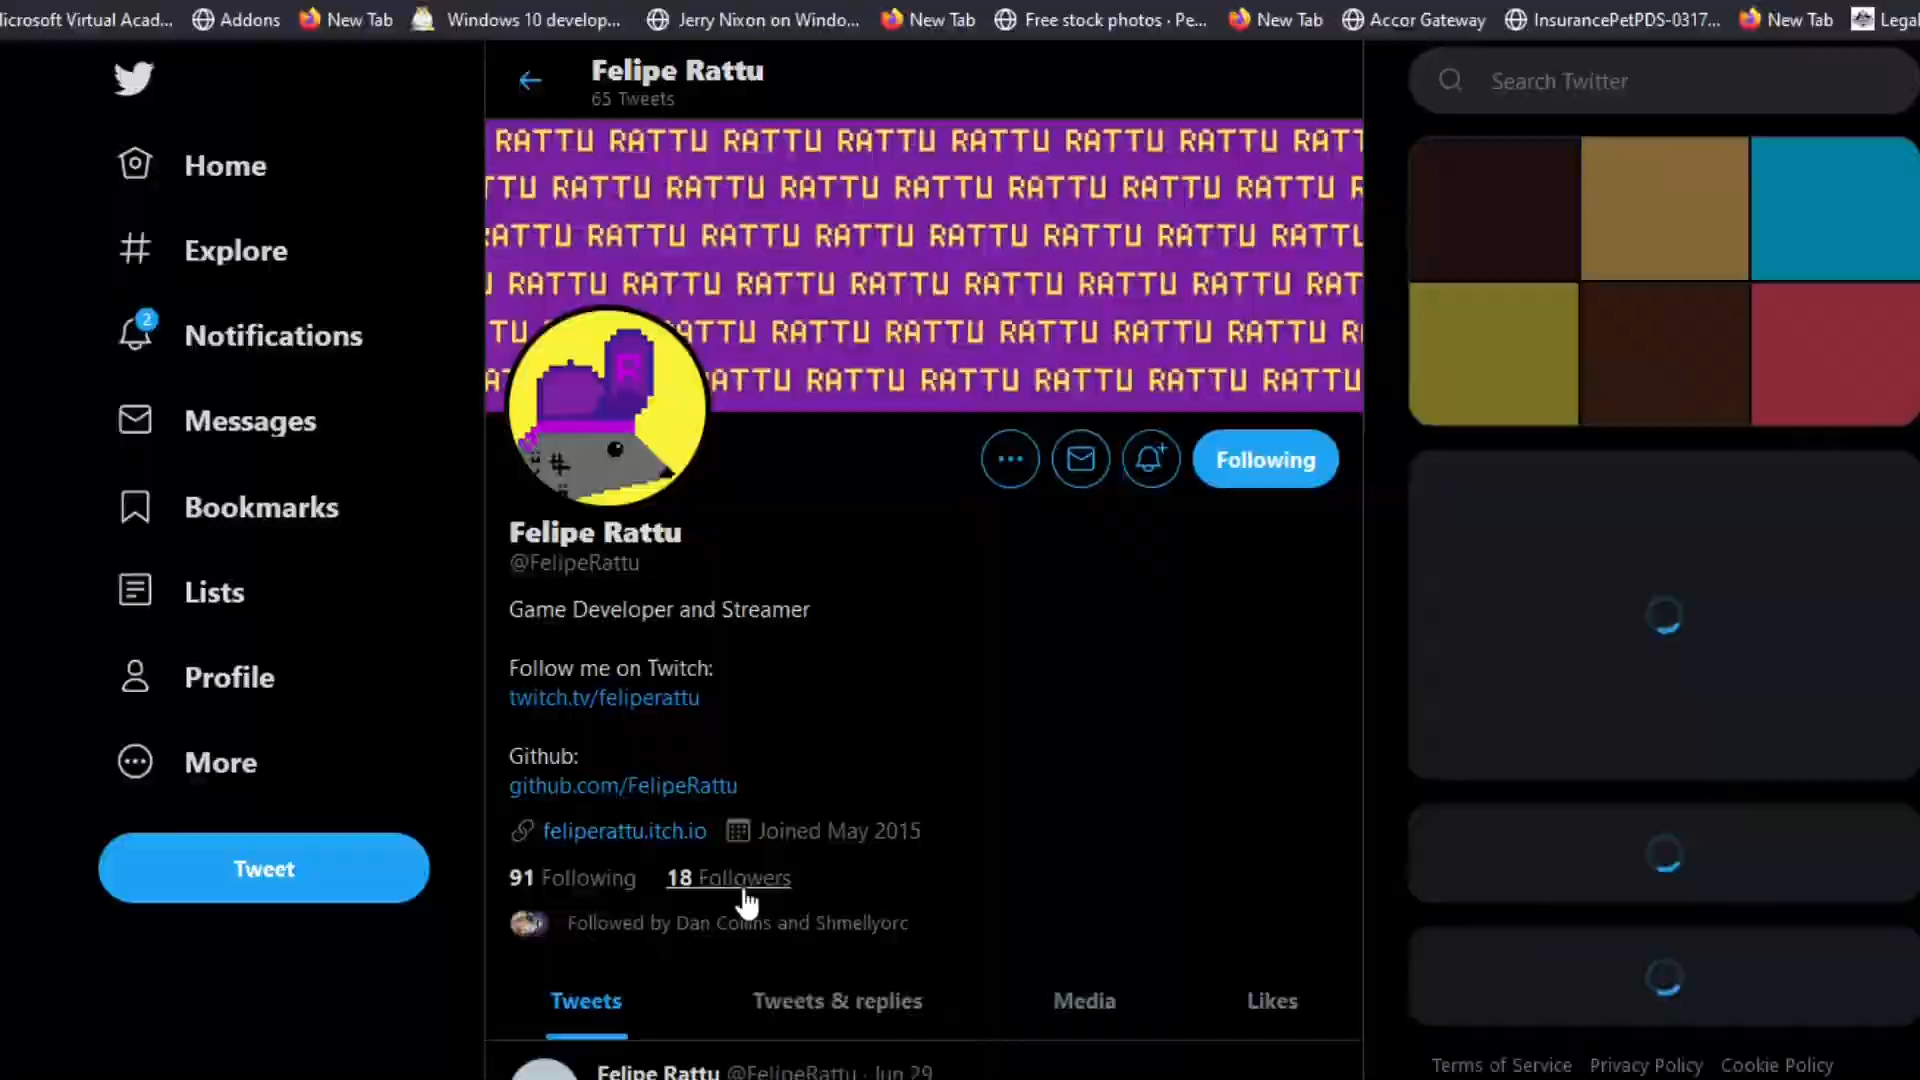 icrosoft Virtual Acad... Addons New Tab Windows 10 develop... Jerry Nixon on Windo... New Tab Free stock photos · Pe... New Tab Accor Gateway InsurancePetPDS-0317... New Tab Legal
Felipe Rattu
65 Tweets
Search Twitter
Home
Explore
2
Notifications
Messages
Bookmarks
Lists
Profile
More
Tweet
RATTU RATTU RATTU RATTU RATTU RATTU RATTU RATT
TTU RATTU RATTU RATTU RATTU RATTU RATTU RATTU R
RATTU RATTU RATTU RATTU RATTU RATTU RATTU RATTU
U RATTU RATTU RATTU RATTU RATTU RATTU RATTU RAT
TU RATTU RATTU RATTU RATTU RATTU RATTU R
RA ATTU RATTU RATTU RATTU RATTU RATTU
R
Following
Felipe Rattu
@FelipeRattu
Game Developer and Streamer
Follow me on Twitch:
twitch.tv/feliperattu
Github:
github.com/FelipeRattu
feliperattu.itch.io Joined May 2015
91 Following 18 Followers
Followed by Dan Collins and Shmellyorc
Tweets Tweets & replies Media Likes
Felipe Rattu @FelipeRattu · Jun 29
Terms of Service Privacy Policy Cookie Policy